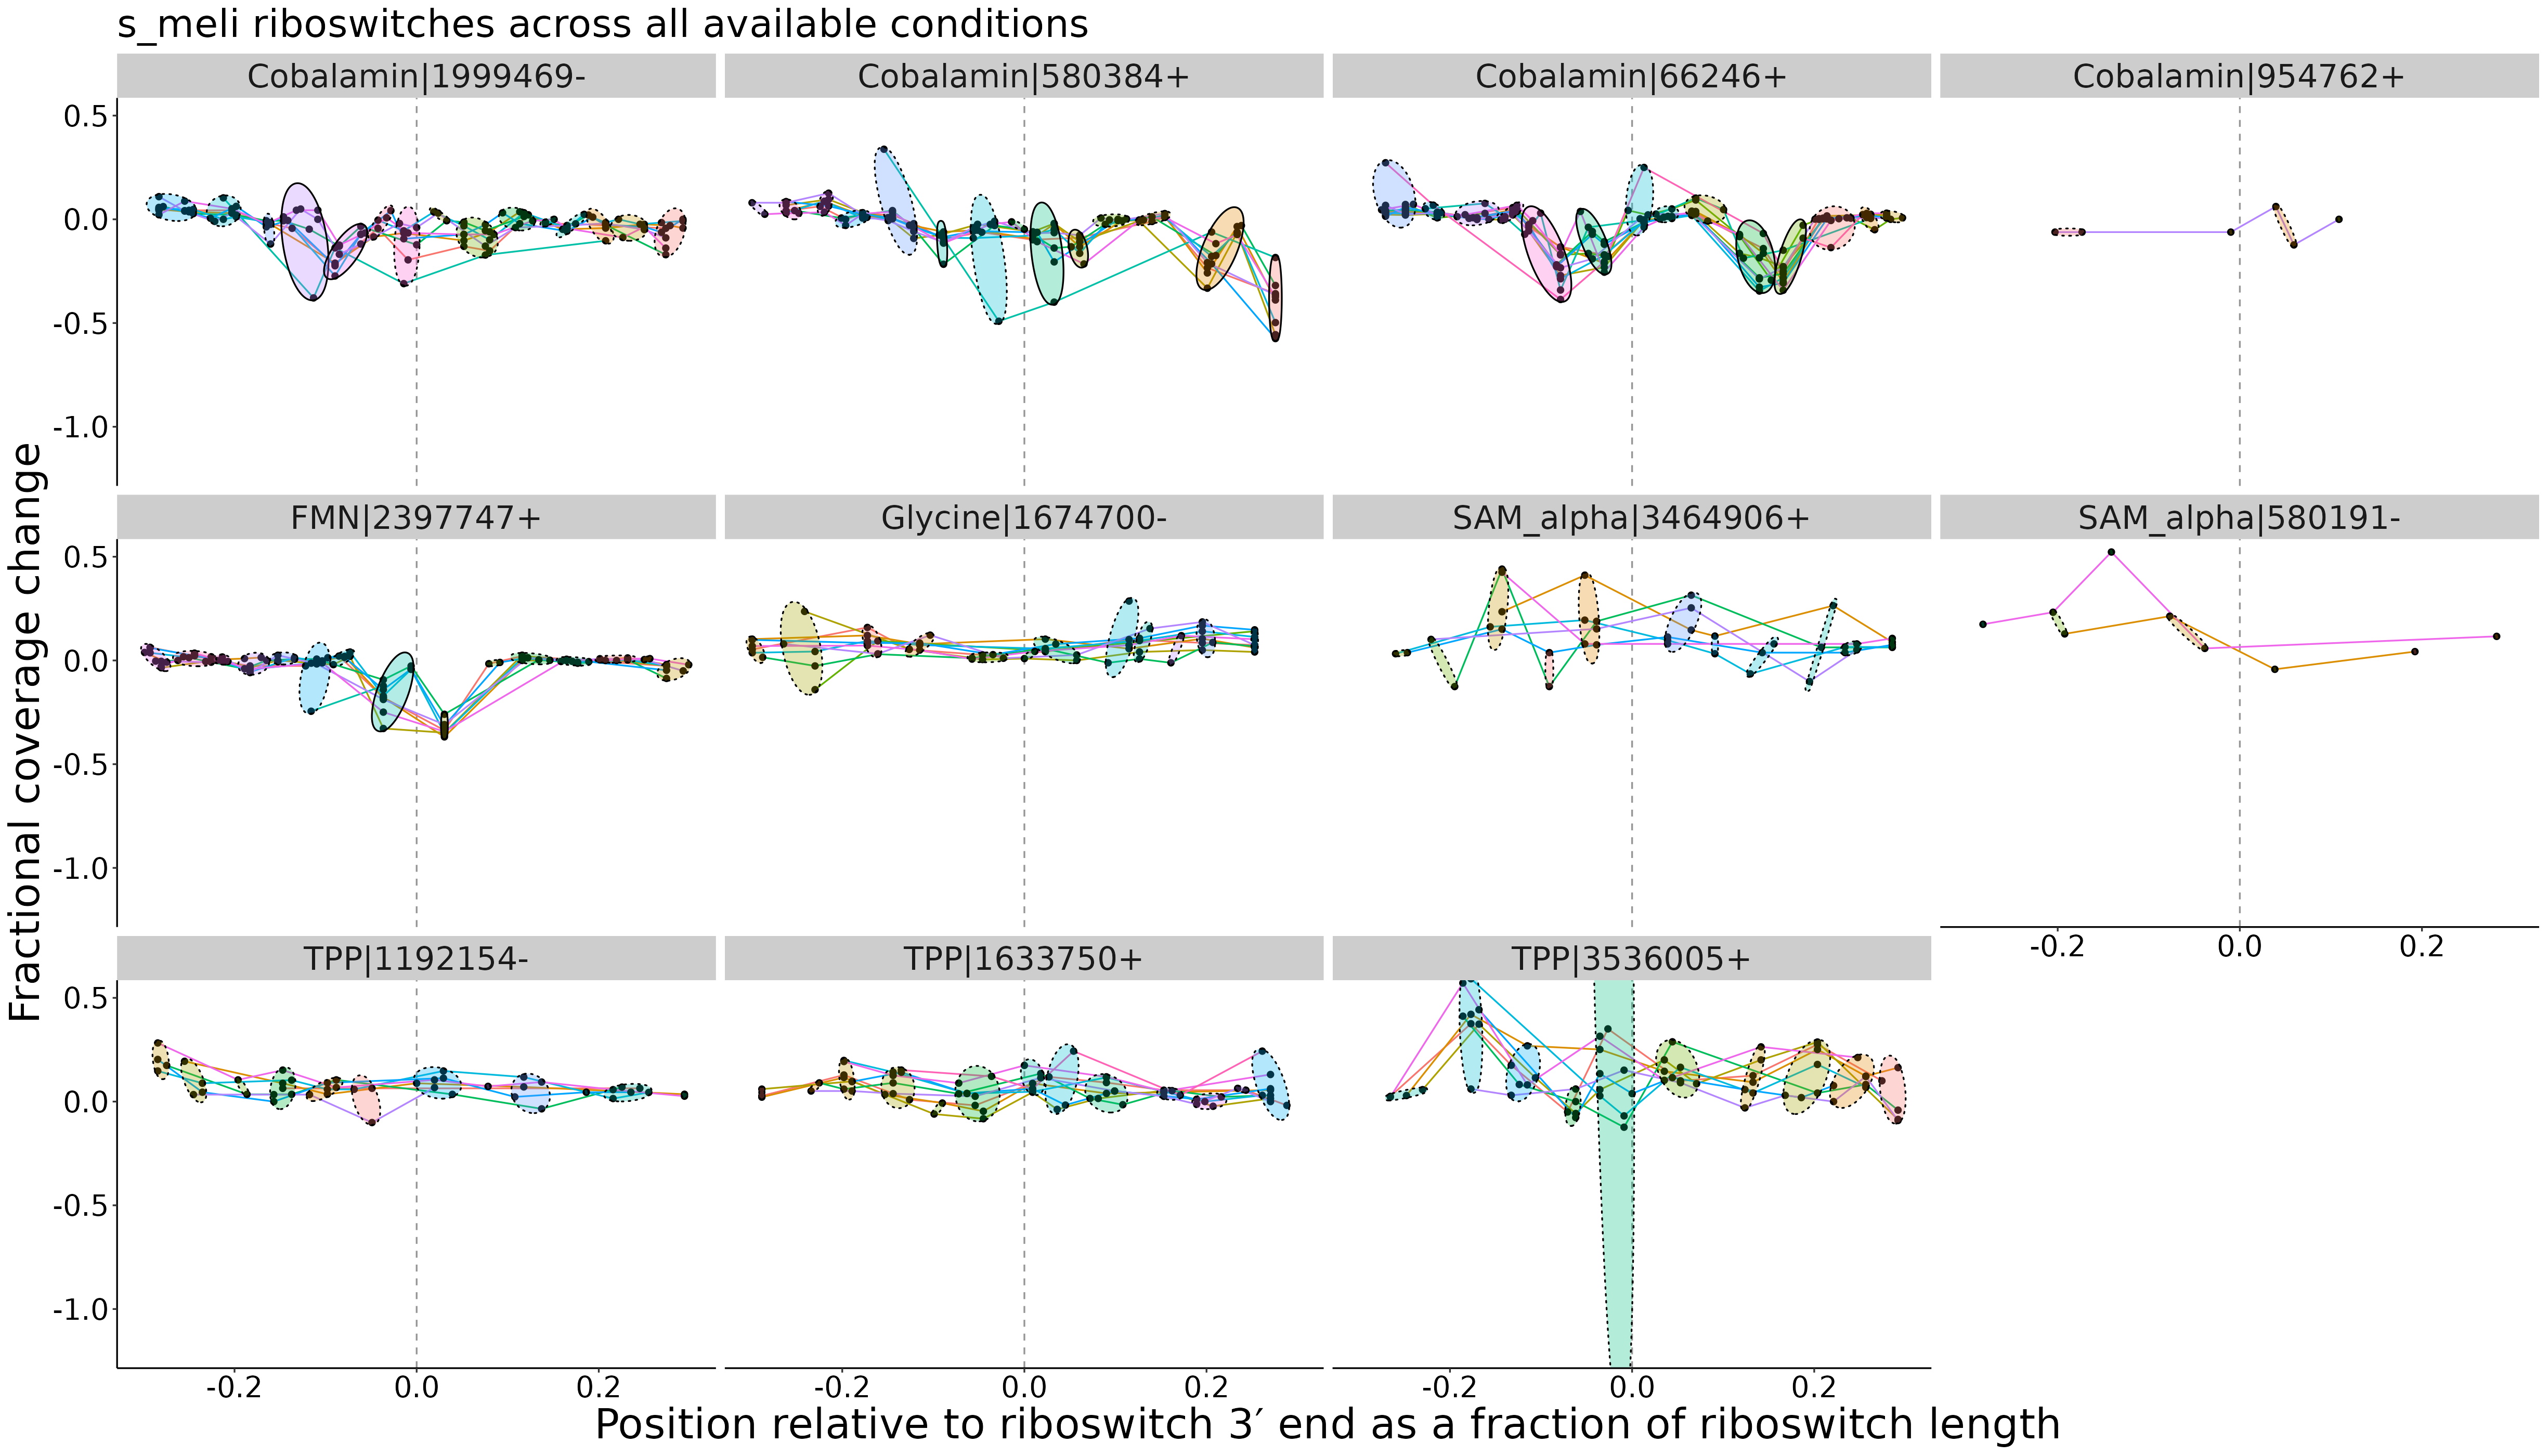 s_meli riboswitches across all available conditions
Cobalamin|1999469-
Cobalamin|580384+
Cobalamin|66246+
Cobalamin|954762+
0.5
0.0
-0.5
-1.0
FMN|2397747+
Glycine|1674700-
SAM_alpha|3464906+
SAM_alpha|580191-
0.5
0.0
-0.5
-1.0
-0.2 0.0 0.2
TPP|1192154-
TPP|1633750+
TPP|3536005+
0.5
0.0
-0.5
-1.0
-0.2 0.0 0.2
-0.2 0.0 0.2
-0.2 0.0 0.2
Fractional coverage change
Position relative to riboswitch 3′ end as a fraction of riboswitch length